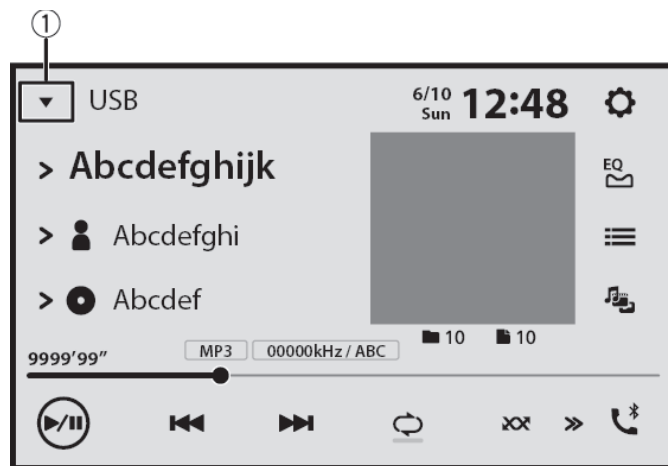 ①
USB
6/10
Sun
12:48
Abcdefghijk
EQ
Abcdefghi
Abcdef
10 10
9999'99"
MP3
00000kHz / ABC